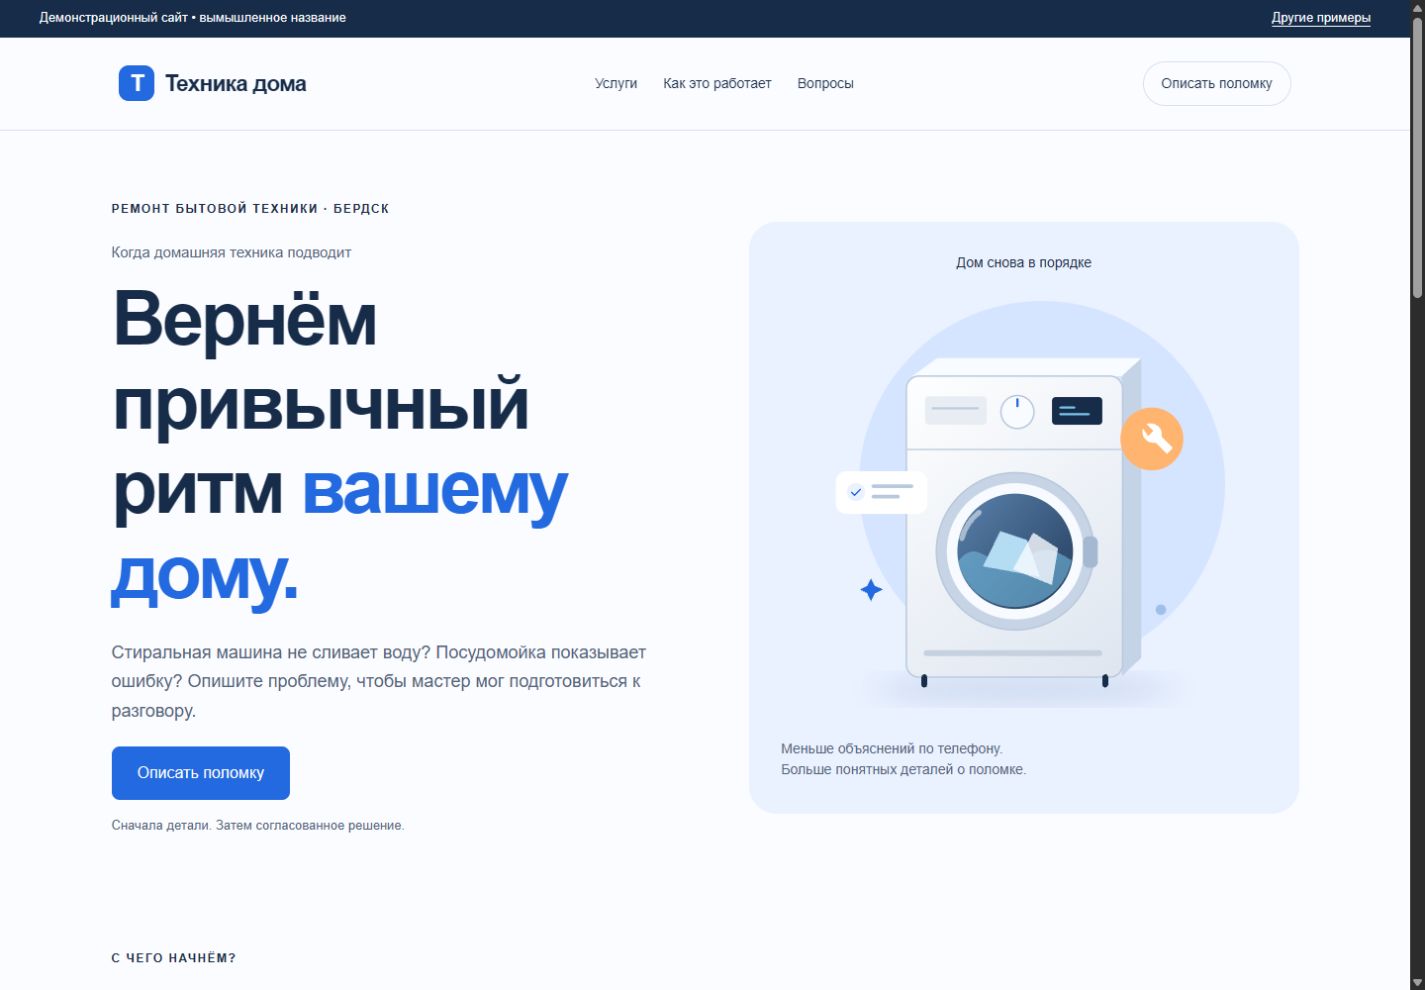 Демонстрационный сайт • вымышленное название
Другие примеры
Т Техника дома
Услуги
Как это работает
Вопросы
Описать поломку
РЕМОНТ БЫТОВОЙ ТЕХНИКИ · БЕРДСК
Когда домашняя техника подводит
Вернём
привычный
ритм вашему
дому.
Стиральная машина не сливает воду? Посудомойка показывает
ошибку? Опишите проблему, чтобы мастер мог подготовиться к
разговору.
Описать поломку
Сначала детали. Затем согласованное решение.
Дом снова в порядке
Меньше объяснений по телефону.
Больше понятных деталей о поломке.
С ЧЕГО НАЧНЁМ?